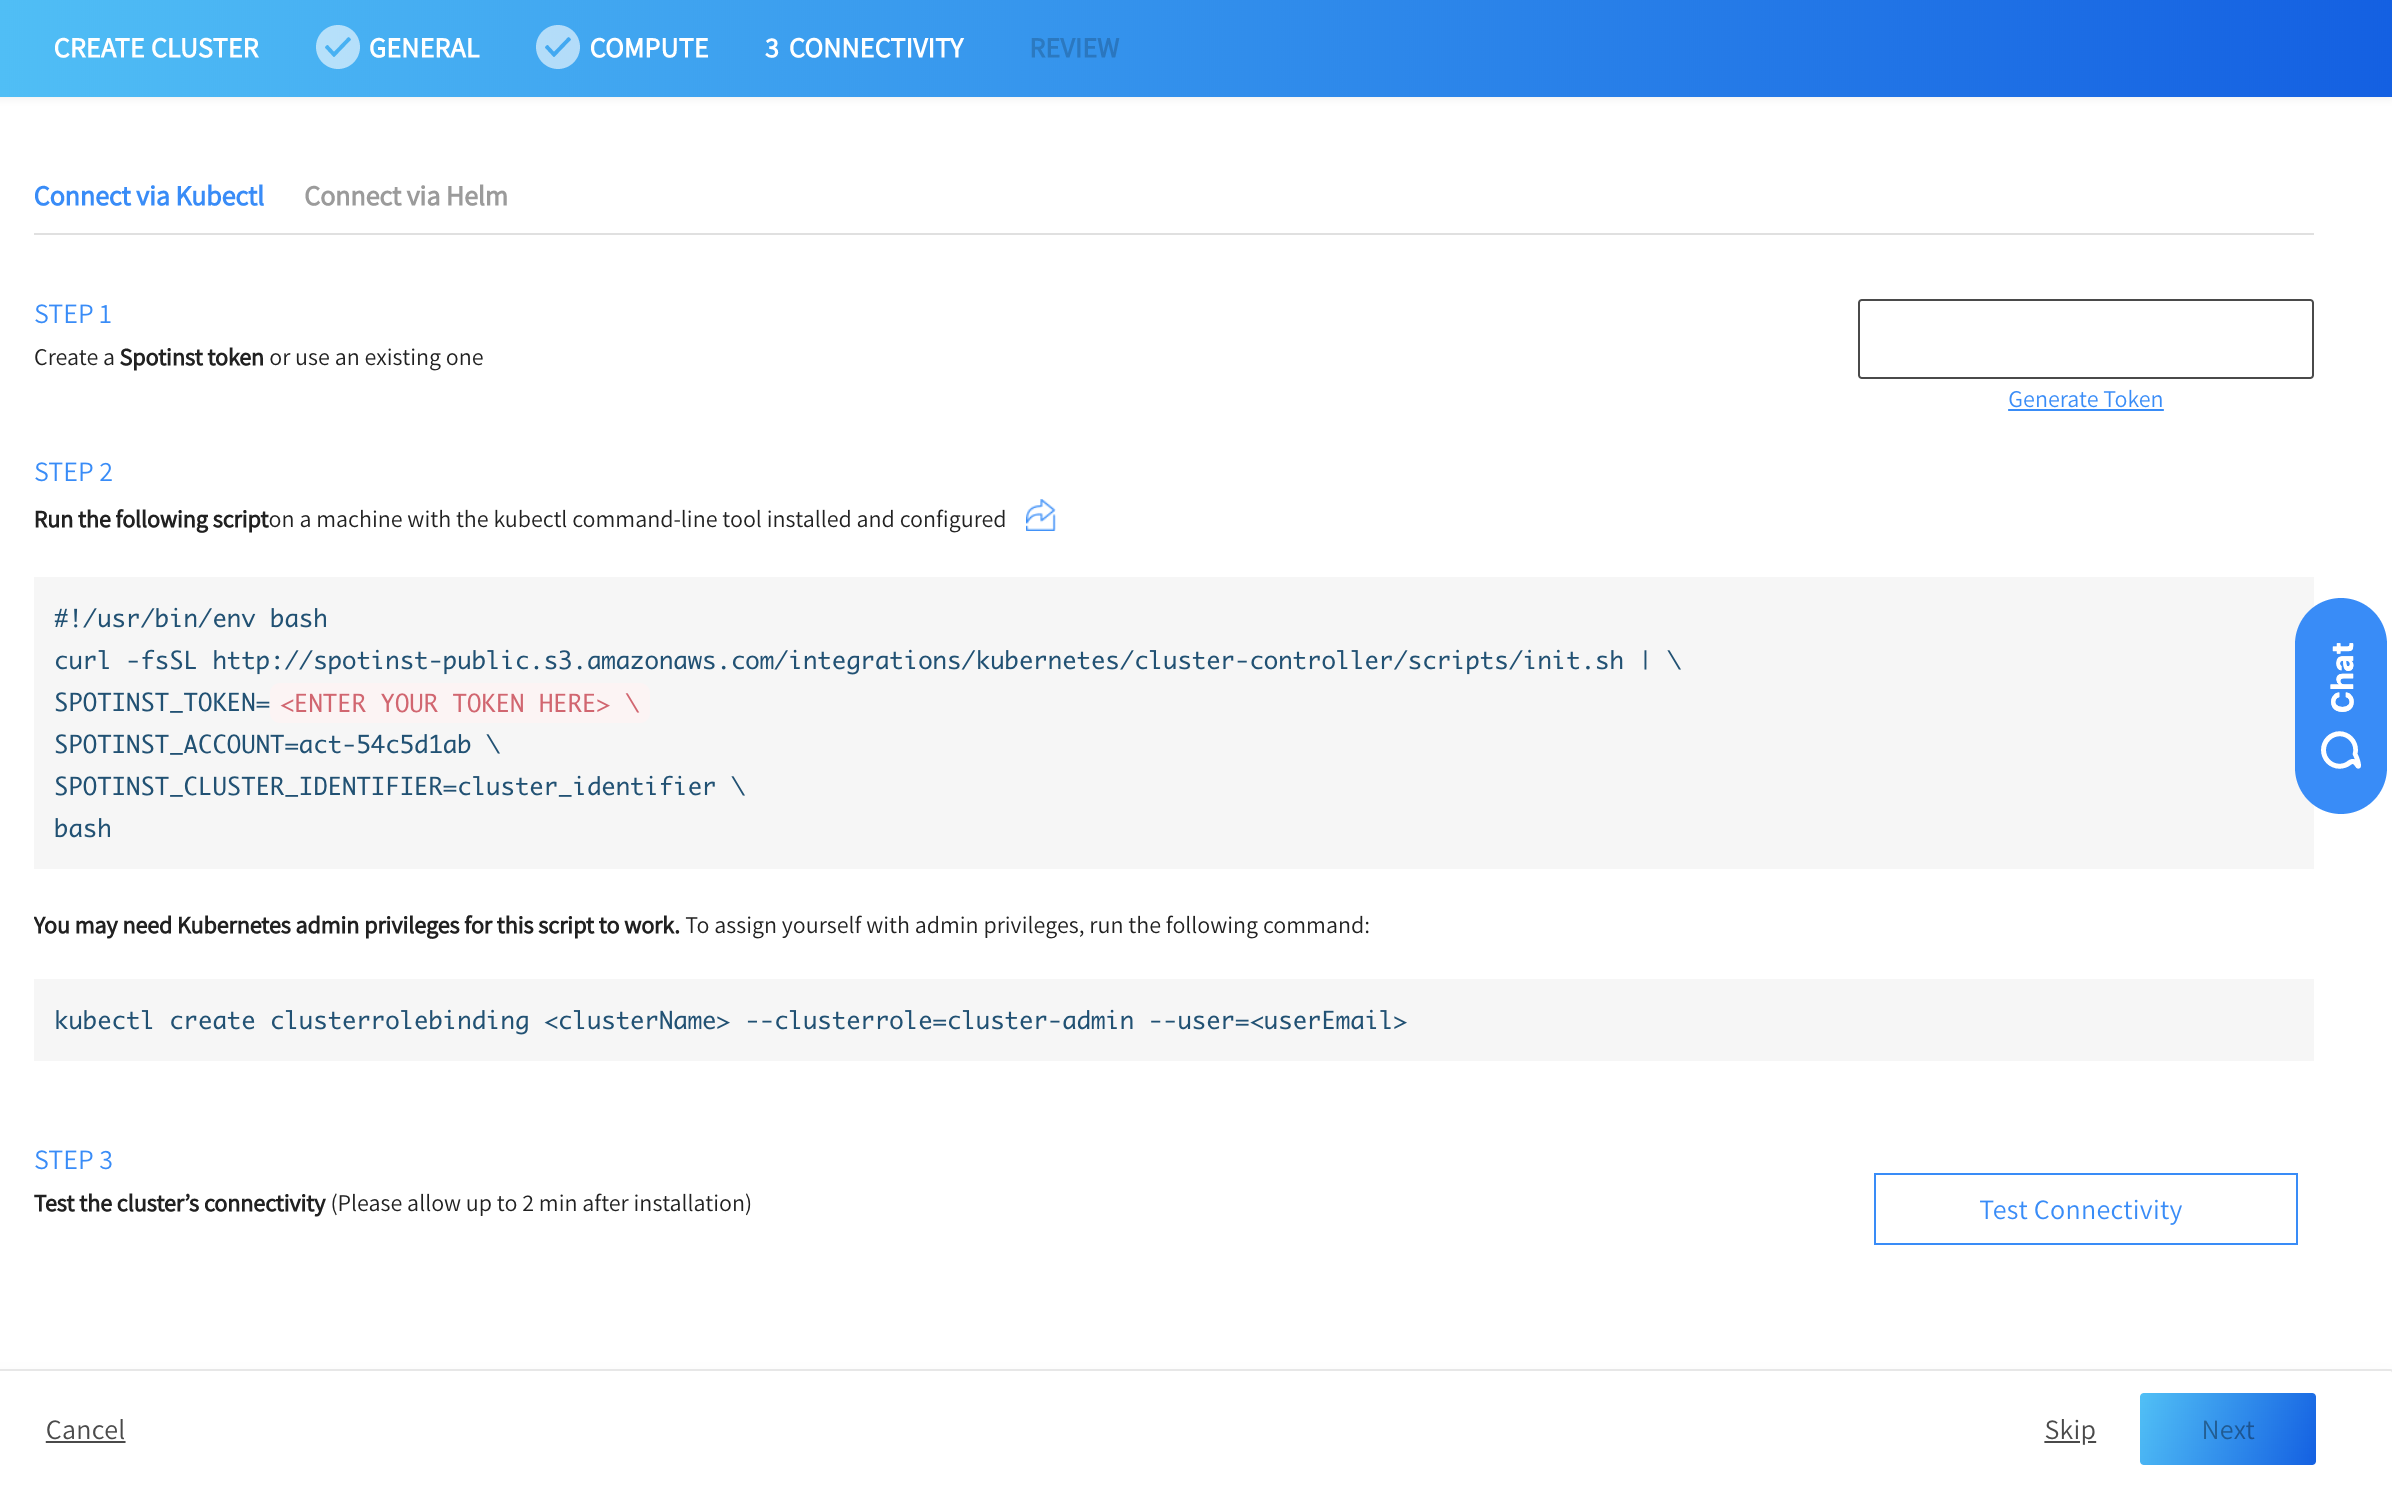 CREATE CLUSTER GENERAL COMPUTE 3 CONNECTIVITY REVIEW
Connect via Kubectl Connect via Helm
STEP 1
Create a Spotinst token or use an existing one
Generate Token
STEP 2
Run the following scripton a machine with the kubectl command-line tool installed and configured
#!/usr/bin/env bash
curl -fsSL http://spotinst-public.s3.amazonaws.com/integrations/kubernetes/cluster-controller/scripts/init.sh | \
SPOTINST_TOKEN= <ENTER YOUR TOKEN HERE> \
SPOTINST_ACCOUNT=act-54c5d1ab \
SPOTINST_CLUSTER_IDENTIFIER=cluster_identifier \
bash
Chat
You may need Kubernetes admin privileges for this script to work. To assign yourself with admin privileges, run the following command:
kubectl create clusterrolebinding <clusterName> --clusterrole=cluster-admin --user=<userEmail>
STEP 3
Test the cluster’s connectivity (Please allow up to 2 min after installation)
Test Connectivity
Cancel Skip Next